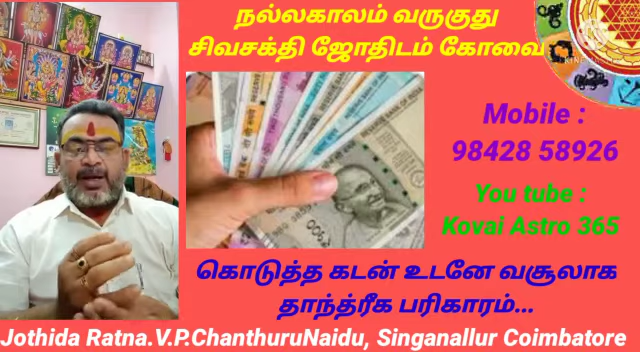 நல்லகாலம் வருகுது
சிவசக்தி ஜோதிடம் கோவை
Mobile :
98428 58926
You tube :
Kovai Astro 365
கொடுத்த கடன் உடனே வசூலாக
தாந்த்ரீக பரிகாரம்...
Jothida Ratna.V.P.ChanthuruNaidu, Singanallur Coimbatore